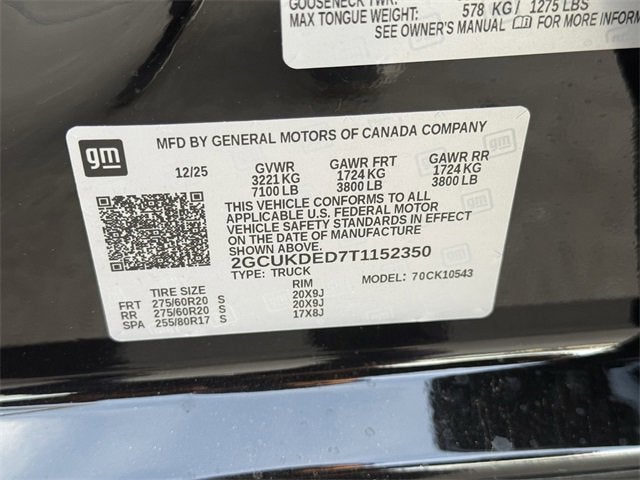 GOOSENECK TWR:
MAX TONGUE WEIGHT: 578 KG / 1275 LBS
SEE OWNER'S MANUAL FOR MORE INFORM
gm
MFD BY GENERAL MOTORS OF CANADA COMPANY
12/25 GVWR GAWR FRT GAWR RR
3221 KG 1724 KG 1724 KG
7100 LB 3800 LB 3800 LB
THIS VEHICLE CONFORMS TO ALL
APPLICABLE U.S. FEDERAL MOTOR
VEHICLE SAFETY STANDARDS IN EFFECT
ON THE DATE OF MANUFACTURE
SHOWN ABOVE.
2GCUKDED7T1152350
TYPE: TRUCK MODEL: 70CK10543
TIRE SIZE RIM
FRT 275/60R20 S 20X9J
RR 275/60R20 S 20X9J
SPA 255/80R17 S 17X8J